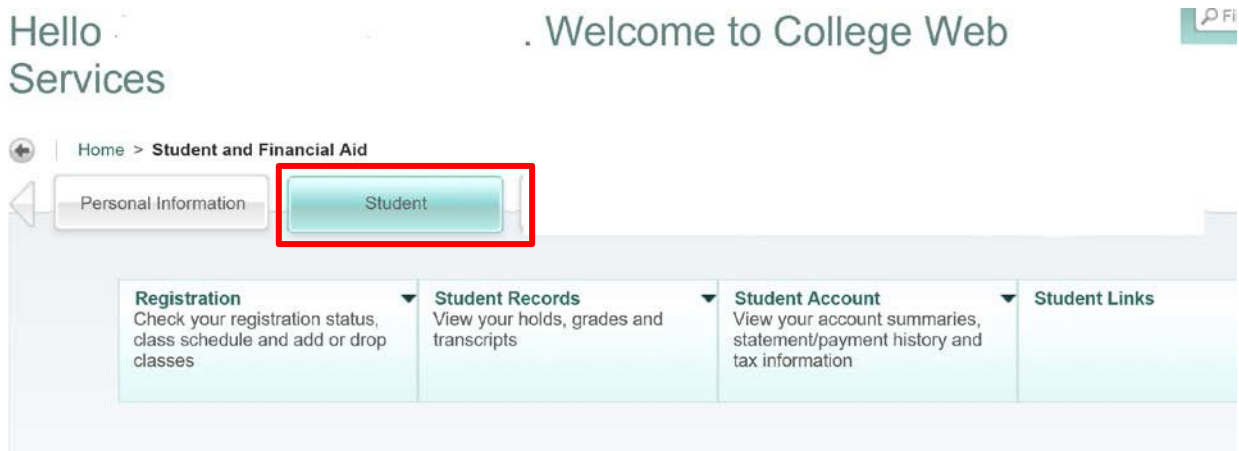 Hello . Welcome to College Web
Services
Home > Student and Financial Aid
Personal Information
Student
Registration
Check your registration status,
class schedule and add or drop
classes
Student Records
View your holds, grades and
transcripts
Student Account
View your account summaries,
statement/payment history and
tax information
Student Links